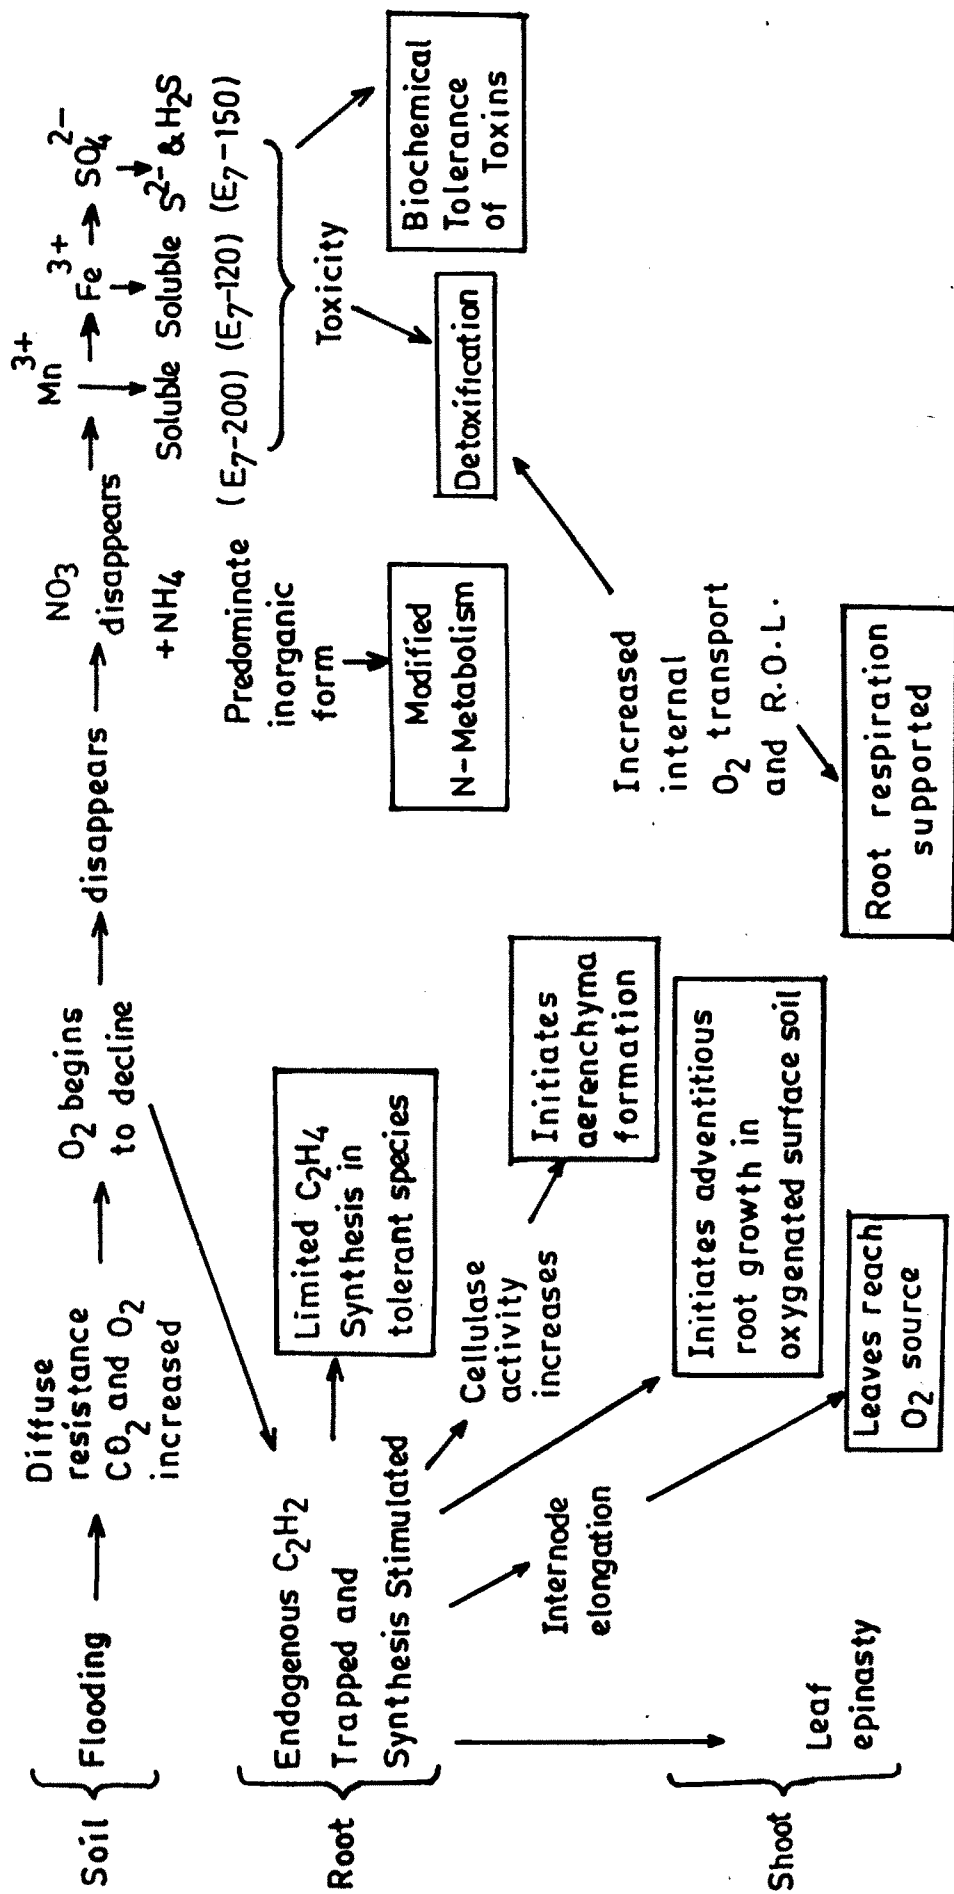 Soil
Flooding
Diffuse
resistance
CO2 and O2
increased
O2 begins
to decline
disappears
NO3
disappears
+NH4
Mn3+
Fe3+
SO42-
Soluble
Soluble
S2- & H2S
Predominate
inorganic
form
(E7-200)
(E7-120)
(E7-150)
Toxicity
Modified
N-Metabolism
Detoxification
Biochemical
Tolerance
of Toxins
Root
Endogenous C2H2
Trapped and
Synthesis Stimulated
Limited C2H4
Synthesis in
tolerant species
Cellulase
activity
increases
Initiates
aerenchyma
formation
Increased
internal
O2 transport
and R.O.L.
Internode
elongation
Initiates adventitious
root growth in
oxygenated surface soil
Root respiration
supported
Shoot
Leaf
epinasty
Leaves reach
O2 source